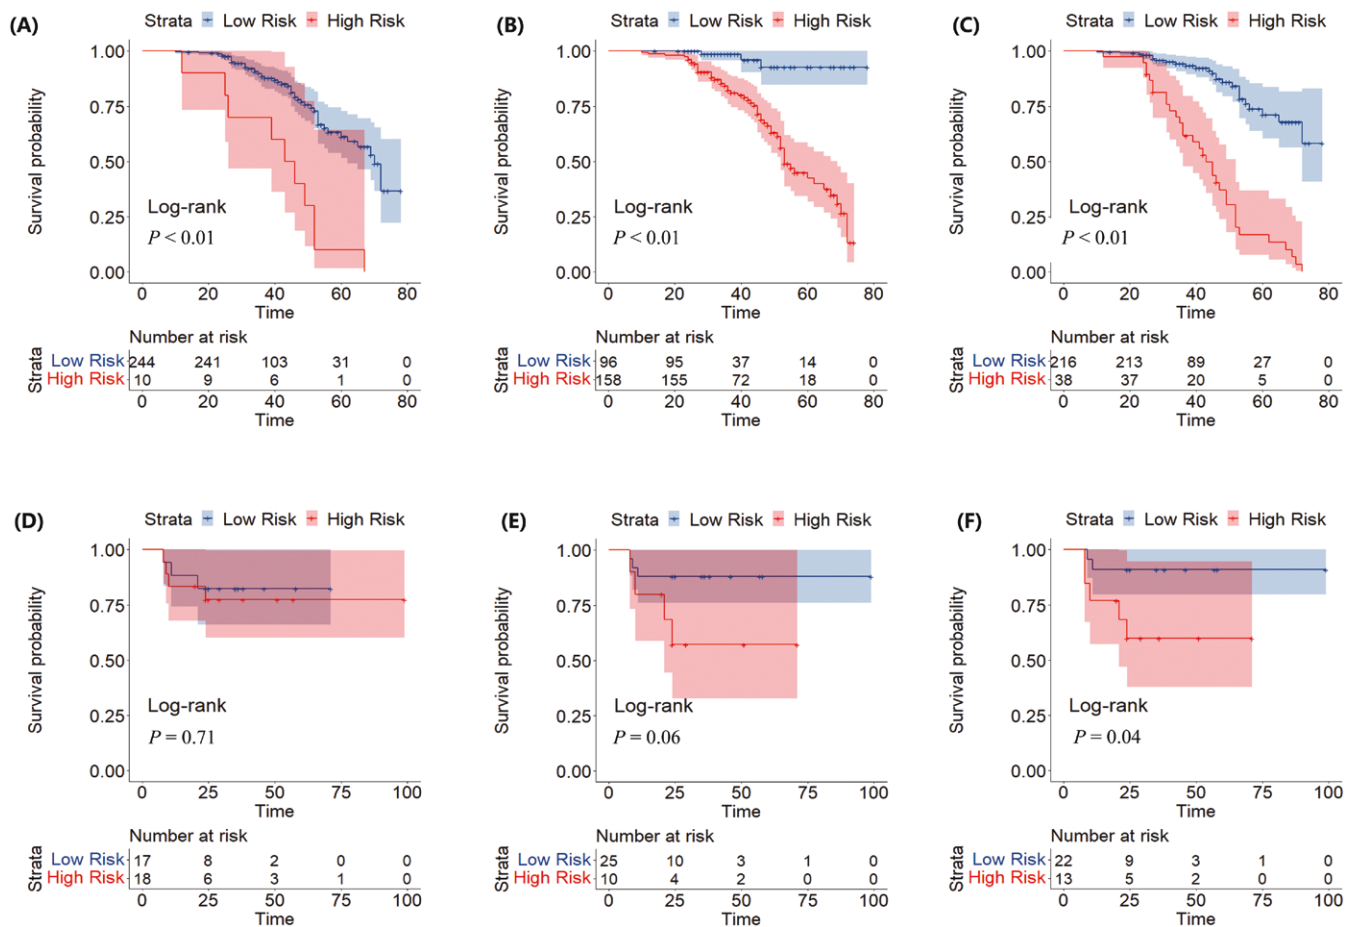 (A)
Strata Low Risk High Risk
1.00
0.75
0.50
0.25
0.00
Survival probability
Log-rank
P < 0.01
0 20 40 60 80
Time
Number at risk
Strata
Low Risk 244 241 103 31 0
High Risk 10 9 6 1 0
0 20 40 60 80
Time
(B)
Strata Low Risk High Risk
1.00
0.75
0.50
0.25
0.00
Survival probability
Log-rank
P < 0.01
0 20 40 60 80
Time
Number at risk
Strata
Low Risk 96 95 37 14 0
High Risk 158 155 72 18 0
0 20 40 60 80
Time
(C)
Strata Low Risk High Risk
1.00
0.75
0.50
0.25
0.00
Survival probability
Log-rank
P < 0.01
0 20 40 60 80
Time
Number at risk
Strata
Low Risk 216 213 89 27 0
High Risk 38 37 20 5 0
0 20 40 60 80
Time
(D)
Strata Low Risk High Risk
1.00
0.75
0.50
0.25
0.00
Survival probability
Log-rank
P = 0.71
0 25 50 75 100
Time
Number at risk
Strata
Low Risk 17 8 2 0 0
High Risk 18 6 3 1 0
0 25 50 75 100
Time
(E)
Strata Low Risk High Risk
1.00
0.75
0.50
0.25
0.00
Survival probability
Log-rank
P = 0.06
0 25 50 75 100
Time
Number at risk
Strata
Low Risk 25 10 3 1 0
High Risk 10 4 2 0 0
0 25 50 75 100
Time
(F)
Strata Low Risk High Risk
1.00
0.75
0.50
0.25
0.00
Survival probability
Log-rank
P = 0.04
0 25 50 75 100
Time
Number at risk
Strata
Low Risk 22 9 3 1 0
High Risk 13 5 2 0 0
0 25 50 75 100
Time